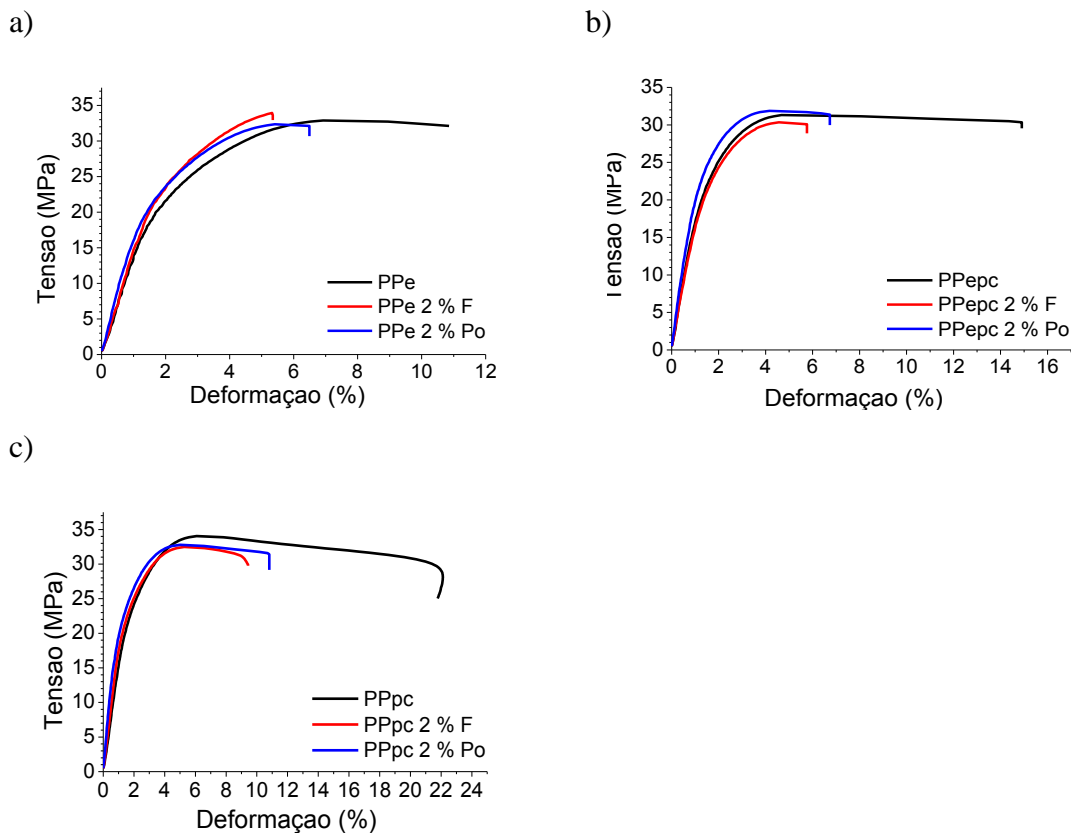 a)
35
30
25
20
15
10
5
0
Tensao (MPa)
PPe
PPe 2 % F
PPe 2 % Po
0 2 4 6 8 10 12
Deformaçao (%)
b)
35
30
25
20
15
10
5
0
Tensao (MPa)
PPepc
PPepc 2 % F
PPepc 2 % Po
0 2 4 6 8 10 12 14 16
Deformaçao (%)
c)
35
30
25
20
15
10
5
0
Tensao (MPa)
PPpc
PPpc 2 % F
PPpc 2 % Po
0 2 4 6 8 10 12 14 16 18 20 22 24
Deformaçao (%)